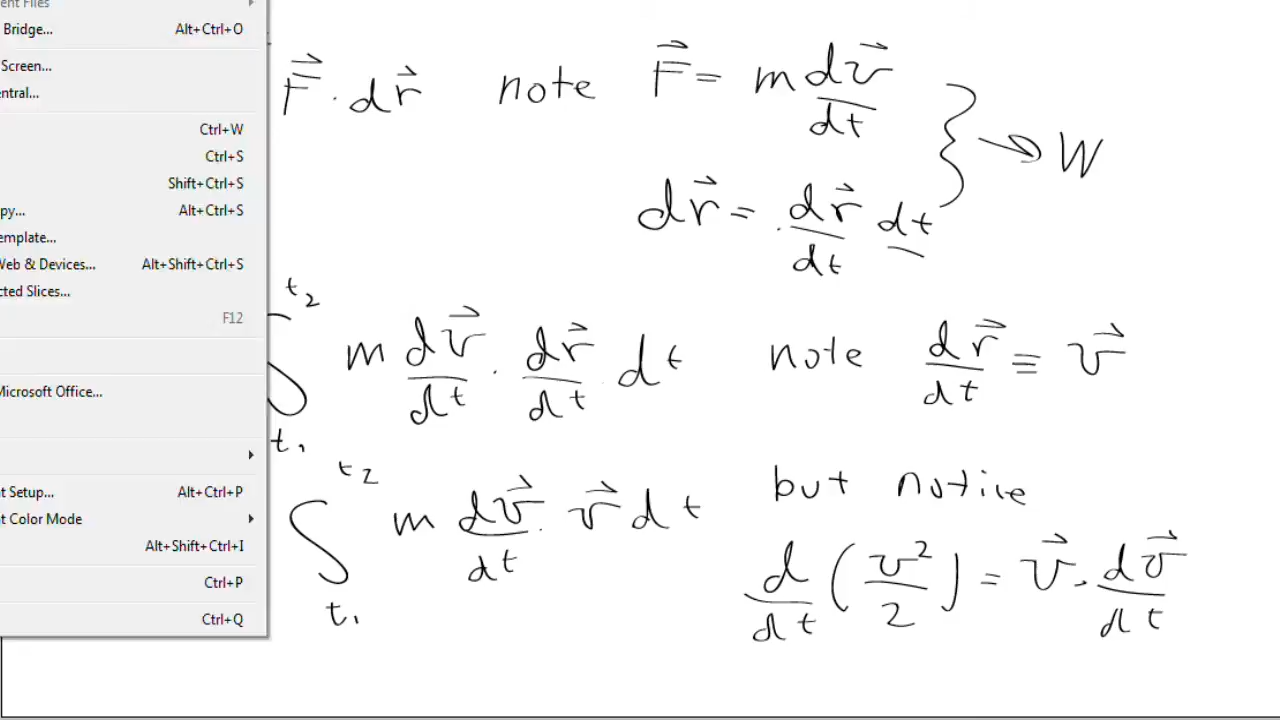 ent Files
Bridge... Alt+Ctrl+O
Screen...
entral...
Ctrl+W
Ctrl+S
Shift+Ctrl+S
py... Alt+Ctrl+S
emplate...
Web & Devices... Alt+Shift+Ctrl+S
cted Slices...
F12
Microsoft Office...
t Setup... Alt+Ctrl+P
t Color Mode
Alt+Shift+Ctrl+I
Ctrl+P
Ctrl+Q
F⃗ · dr⃗ note F⃗ = m dv⃗/dt
} → W
dr⃗ = dr⃗/dt dt
∫ t₁ t₂ m dv⃗/dt · dr⃗/dt dt note dr⃗/dt ≡ v⃗
∫ t₁ t₂ m dv⃗/dt · v⃗ dt but notice
d/dt (v²/2) = v⃗ · dv⃗/dt